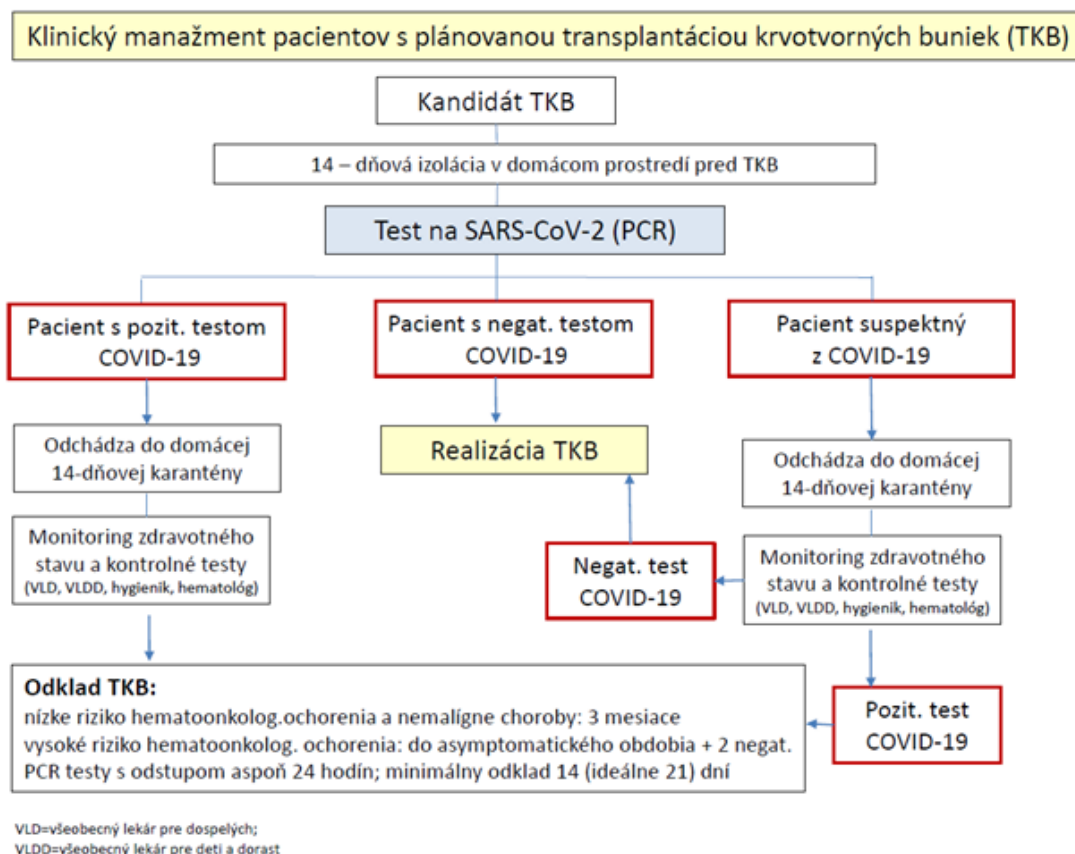 Klinický manažment pacientov s plánovanou transplantáciou krvotvorných buniek (TKB)
Kandidát TKB
14 – dňová izolácia v domácom prostredí pred TKB
Test na SARS-CoV-2 (PCR)
Pacient s pozit. testom
COVID-19
Pacient s negat. testom
COVID-19
Pacient suspektný
z COVID-19
Odchádza do domácej
14-dňovej karantény
Realizácia TKB
Odchádza do domácej
14-dňovej karantény
Monitoring zdravotného
stavu a kontrolné testy
(VLD, VLDD, hygienik, hematológ)
Negat. test
COVID-19
Monitoring zdravotného
stavu a kontrolné testy
(VLD, VLDD, hygienik, hematológ)
Odklad TKB:
nízke riziko hematoonkolog.ochorenia a nemalígne choroby: 3 mesiace
vysoké riziko hematoonkolog. ochorenia: do asymptomatického obdobia + 2 negat.
PCR testy s odstupom aspoň 24 hodín; minimálny odklad 14 (ideálne 21) dní
Pozit. test
COVID-19
VLD=všeobecný lekár pre dospelých;
VLDD=všeobecný lekár pre deti a dorast